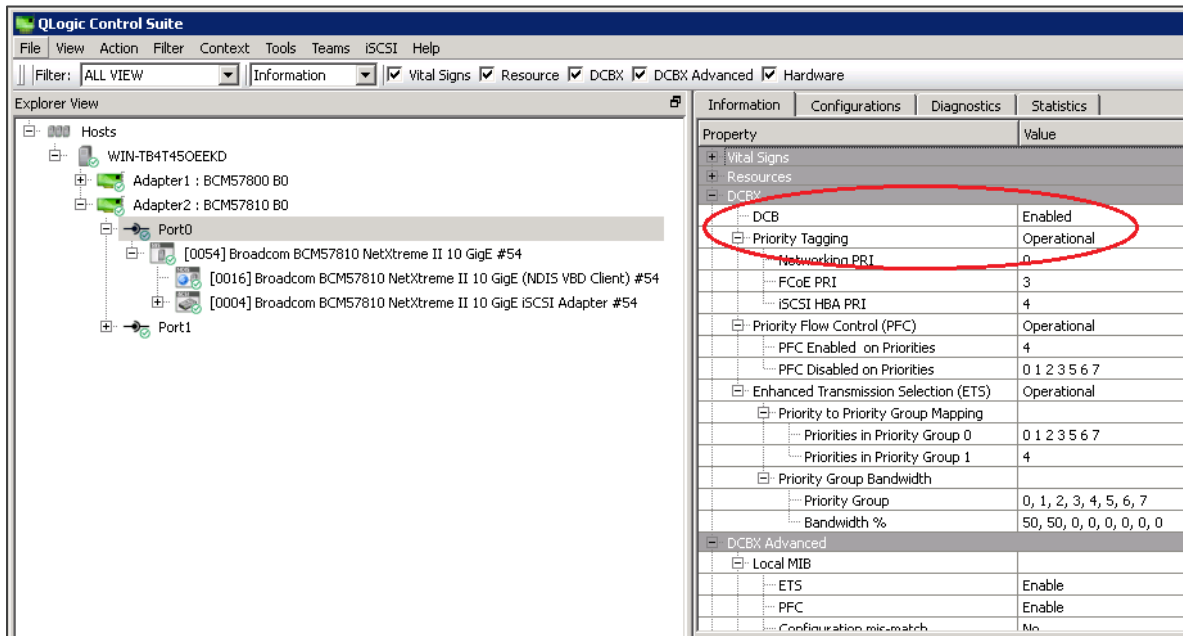 QLogic Control Suite
File View Action Filter Context Tools Teams iSCSI Help
Filter: ALL VIEW Information Vital Signs Resource DCBX DCBX Advanced Hardware
Explorer View
Hosts
WIN-TB4T45OEEKD
Adapter1 : BCM57800 B0
Adapter2 : BCM57810 B0
Port0
[0054] Broadcom BCM57810 NetXtreme II 10 GigE #54
[0016] Broadcom BCM57810 NetXtreme II 10 GigE (NDIS VBD Client) #54
[0004] Broadcom BCM57810 NetXtreme II 10 GigE iSCSI Adapter #54
Port1
Information Configurations Diagnostics Statistics
Property Value
Vital Signs
Resources
DCBX
DCB Enabled
Priority Tagging Operational
Networking PRI 0
FCoE PRI 3
iSCSI HBA PRI 4
Priority Flow Control (PFC) Operational
PFC Enabled on Priorities 4
PFC Disabled on Priorities 0 1 2 3 5 6 7
Enhanced Transmission Selection (ETS) Operational
Priority to Priority Group Mapping
Priorities in Priority Group 0 0 1 2 3 5 6 7
Priorities in Priority Group 1 4
Priority Group Bandwidth
Priority Group 0, 1, 2, 3, 4, 5, 6, 7
Bandwidth % 50, 50, 0, 0, 0, 0, 0, 0
DCBX Advanced
Local MIB
ETS Enable
PFC Enable
Configuration mis-match No